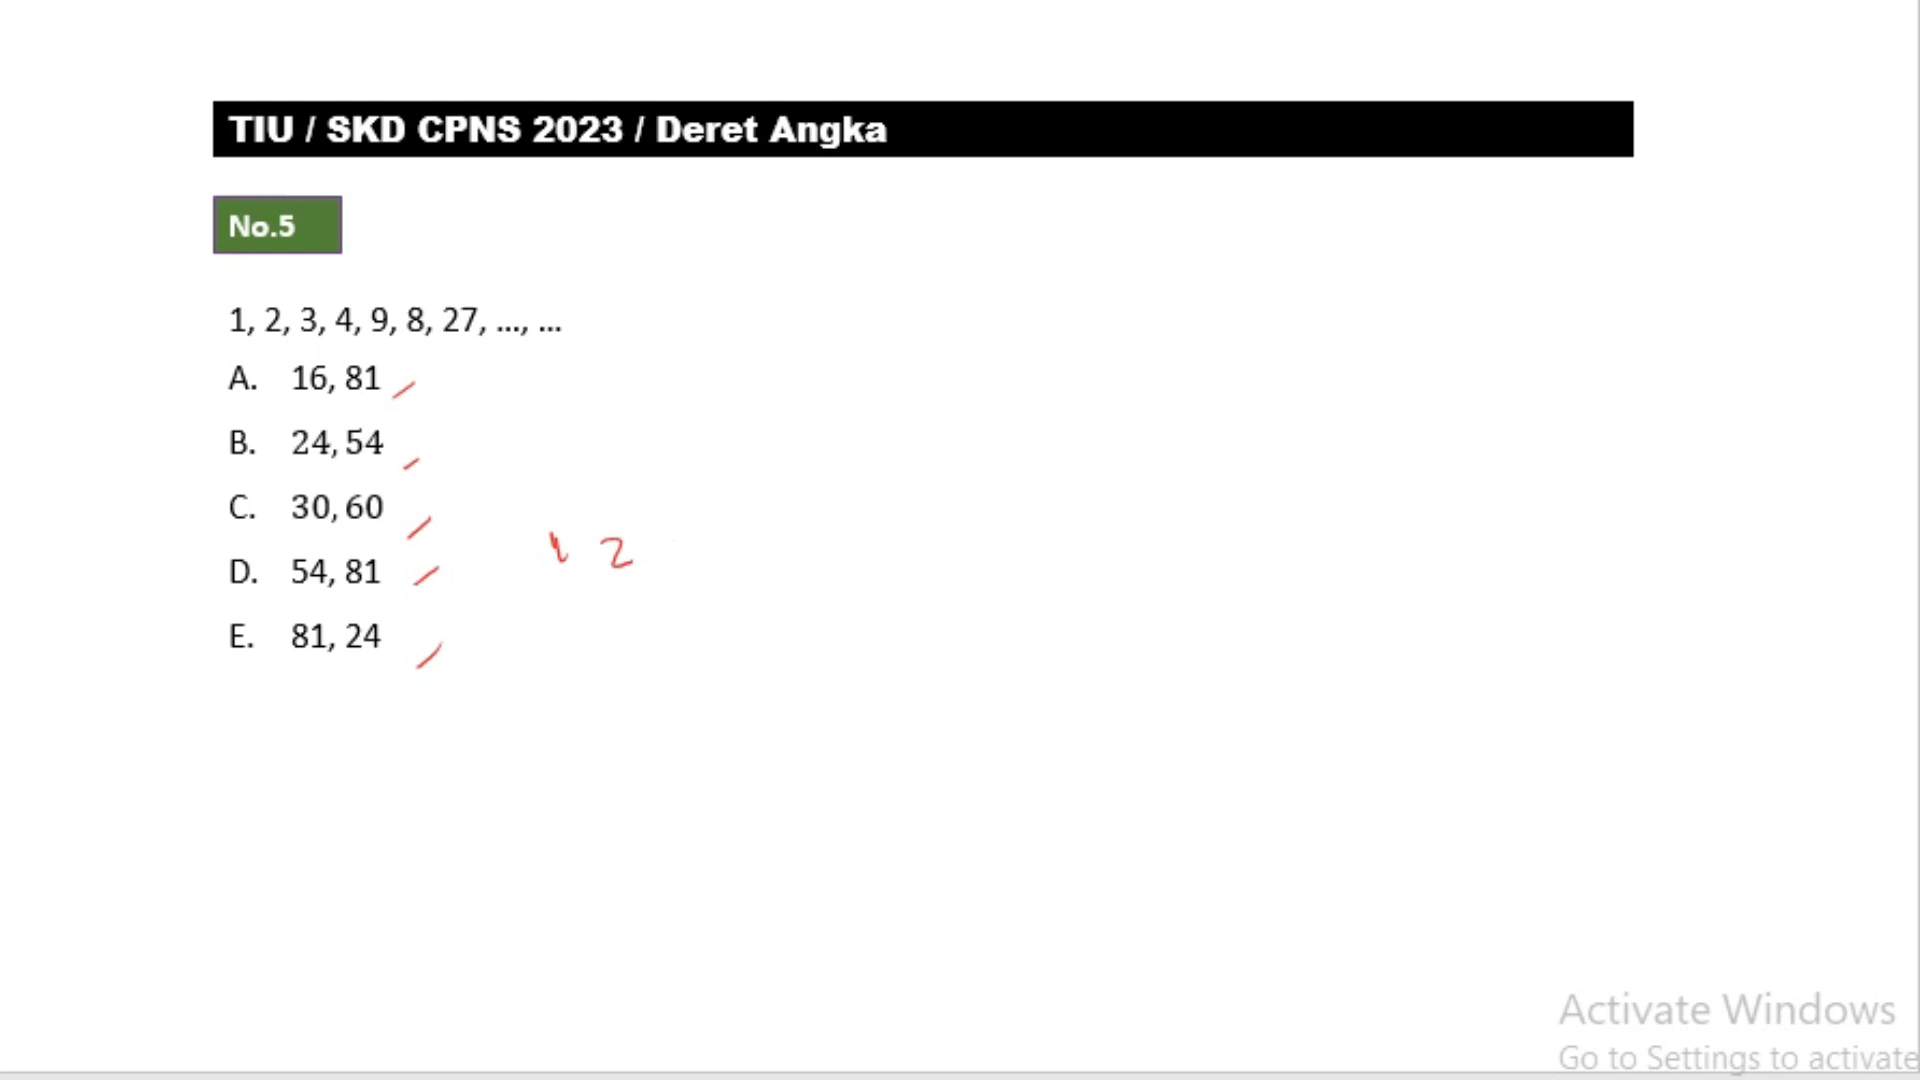 TIU / SKD CPNS 2023 / Deret Angka
No.5
1, 2, 3, 4, 9, 8, 27, ..., ...
A. 16, 81
B. 24, 54
C. 30, 60
1 2
D. 54, 81
E. 81, 24
Activate Windows
Go to Settings to activate